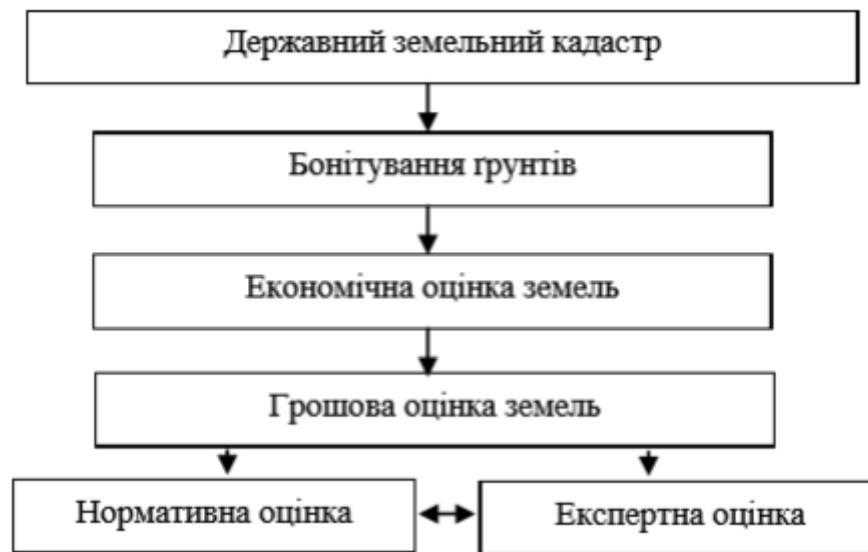 Державний земельний кадастр
Бонітування ґрунтів
Економічна оцінка земель
Грошова оцінка земель
Нормативна оцінка
Експертна оцінка